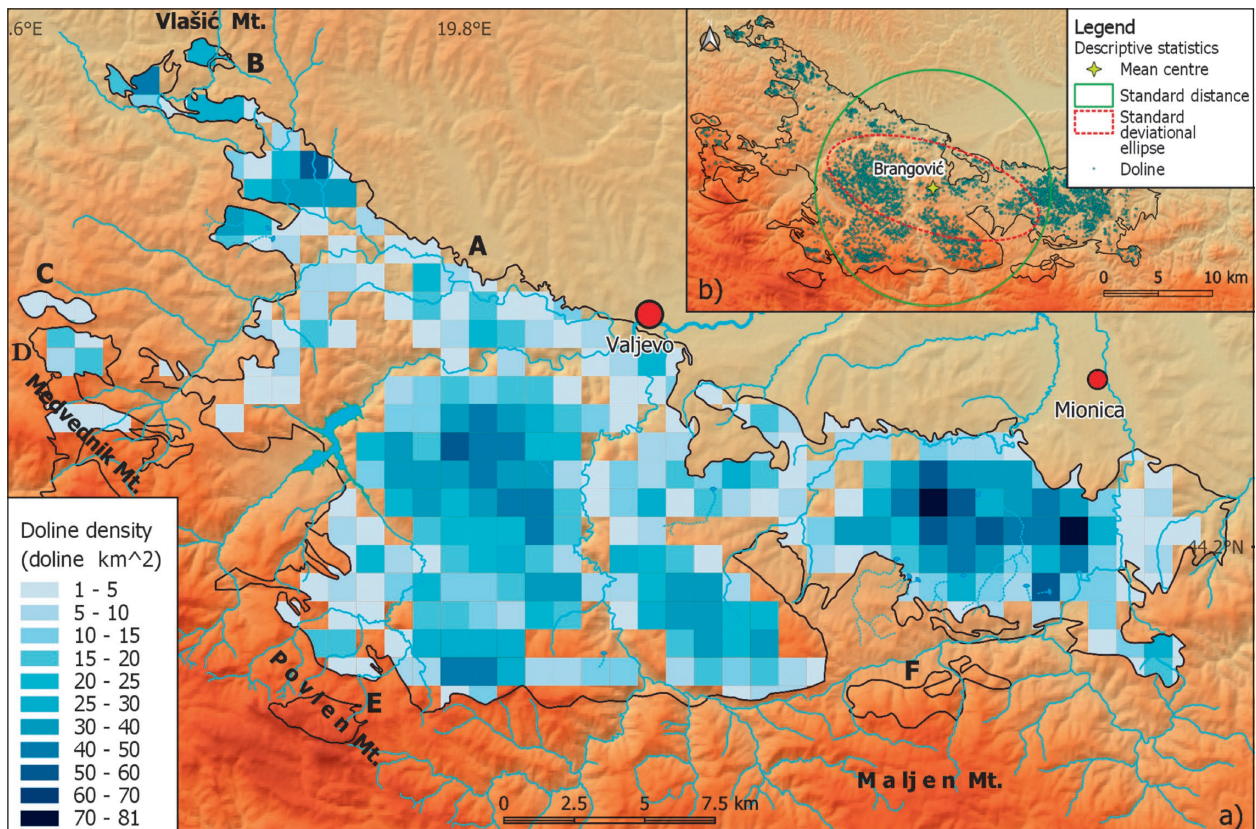 .6°E
Vlašić Mt.
19.8°E
B
A
C
D
Medvednik Mt.
Valjevo
Mionica
44.2°N
Povlen Mt.
E
F
Maljen Mt.
Doline density
(doline km^2)
1 - 5
5 - 10
10 - 15
15 - 20
20 - 25
25 - 30
30 - 40
40 - 50
50 - 60
60 - 70
70 - 81
0 2.5 5 7.5 km
a)
Brangović
Legend
Descriptive statistics
Mean centre
Standard distance
Standard
deviational
ellipse
Doline
0 5 10 km
b)